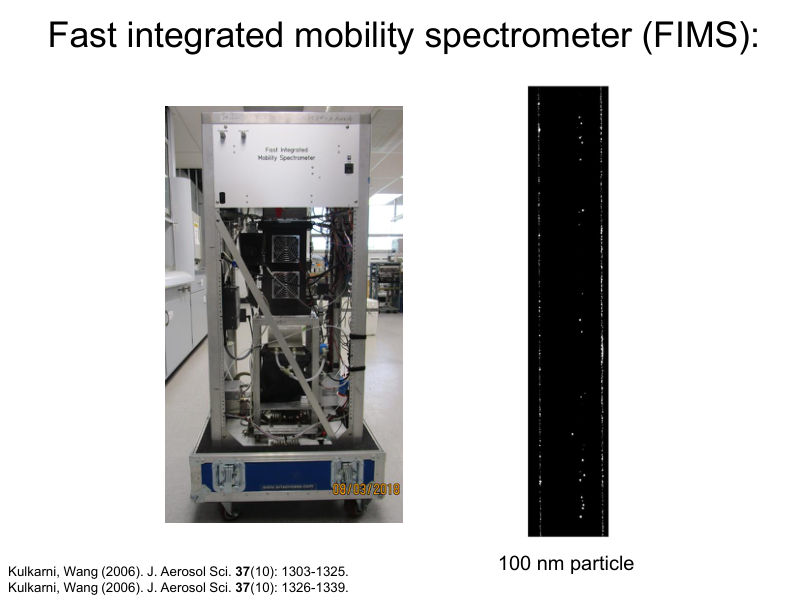 Fast integrated mobility spectrometer (FIMS):
Fast Integrated
Mobility Spectrometer
08/03/2018
100 nm particle
Kulkarni, Wang (2006). J. Aerosol Sci. 37(10): 1303-1325.
Kulkarni, Wang (2006). J. Aerosol Sci. 37(10): 1326-1339.